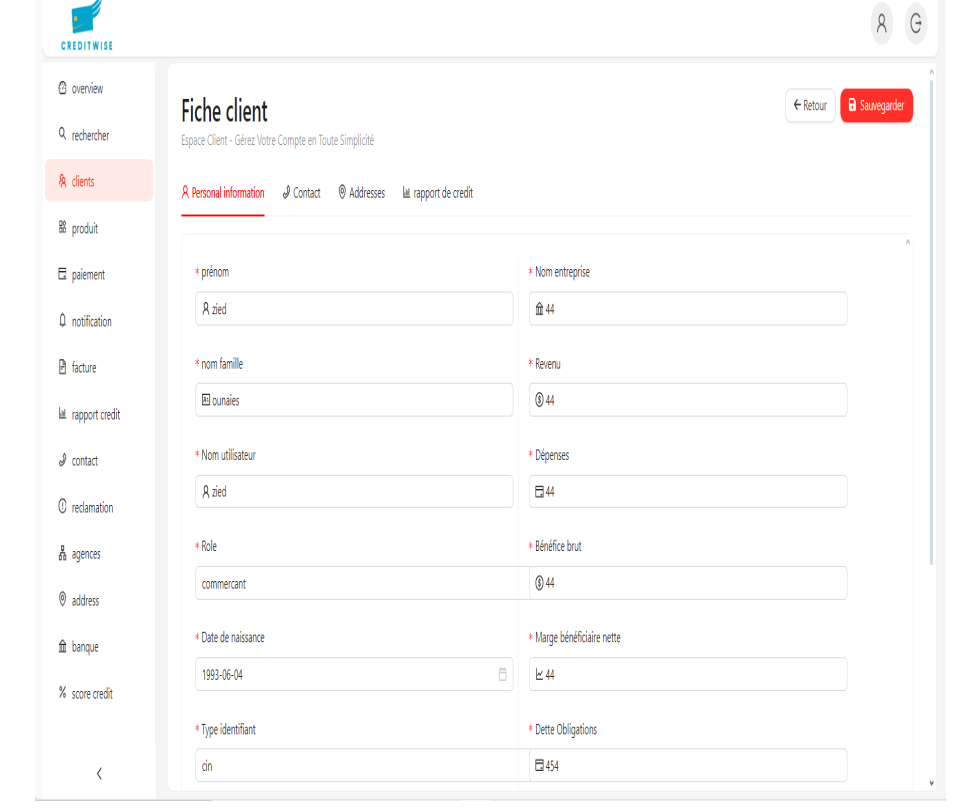 CREDITWISE
overview
rechercher
clients
produit
paiement
notification
facture
rapport credit
contact
reclamation
agences
address
banque
score credit
Fiche client
Espace Client - Gérez Votre Compte en Toute Simplicité
Retour
Sauvegarder
Personal information
Contact
Addresses
rapport de credit
* prénom
zied
* nom famille
ounaies
* Nom utilisateur
zied
* Role
commercant
* Date de naissance
1993-06-04
* Type identifiant
cin
* Nom entreprise
44
* Revenu
44
* Dépenses
44
* Bénéfice brut
44
* Marge bénéficiaire nette
44
* Dette Obligations
454